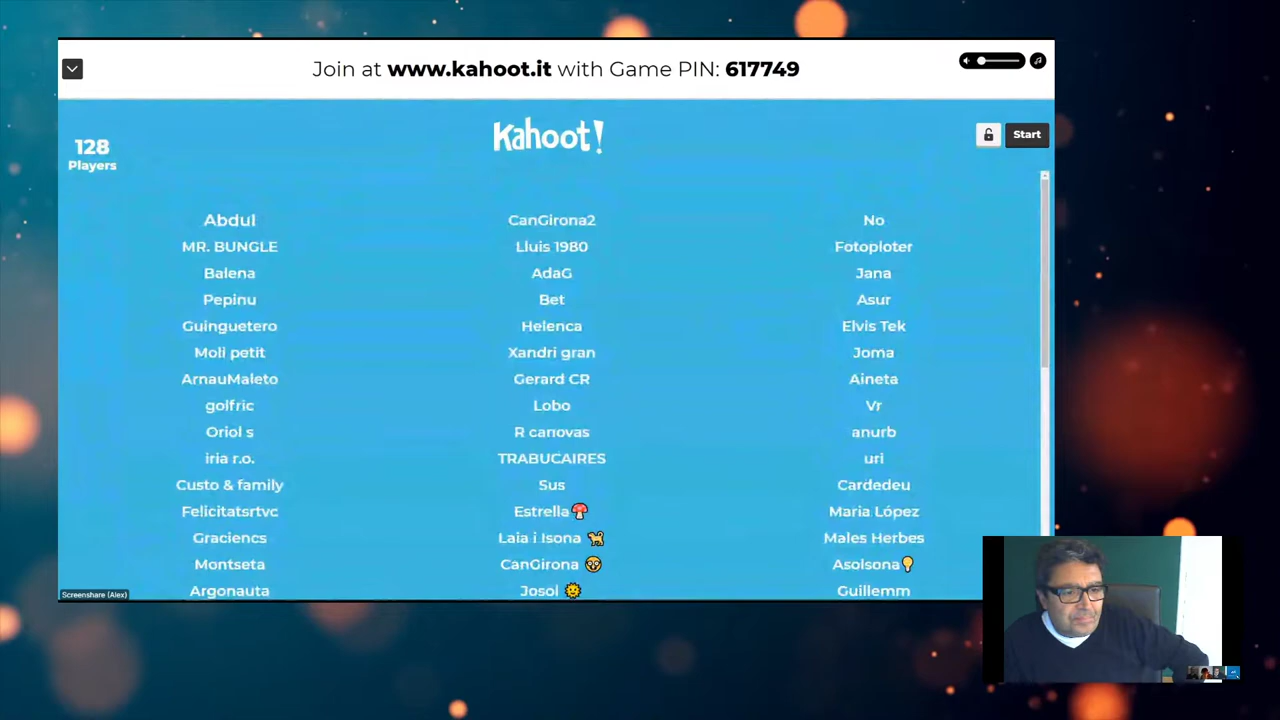 Join at www.kahoot.it with Game PIN: 617749
Kahoot!
128
Players
Start
Abdul
CanGirona2
No
MR. BUNGLE
Lluis 1980
Fotoploter
Balena
AdaG
Jana
Pepinu
Bet
Asur
Guinguetero
Helenca
Elvis Tek
Moli petit
Xandri gran
Joma
ArnauMaleto
Gerard CR
Aineta
golfric
Lobo
Vr
Oriol s
R canovas
anurb
iria r.o.
TRABUCAIRES
uri
Custo & family
Sus
Cardedeu
Felicitatsrtvc
Estrella🍄
Maria López
Graciencs
Laia i Isona 🐕
Males Herbes
Montseta
CanGirona 😲
Asolsona💡
Argonauta
Josol 🌞
Guillemm
Screenshare (Alex)